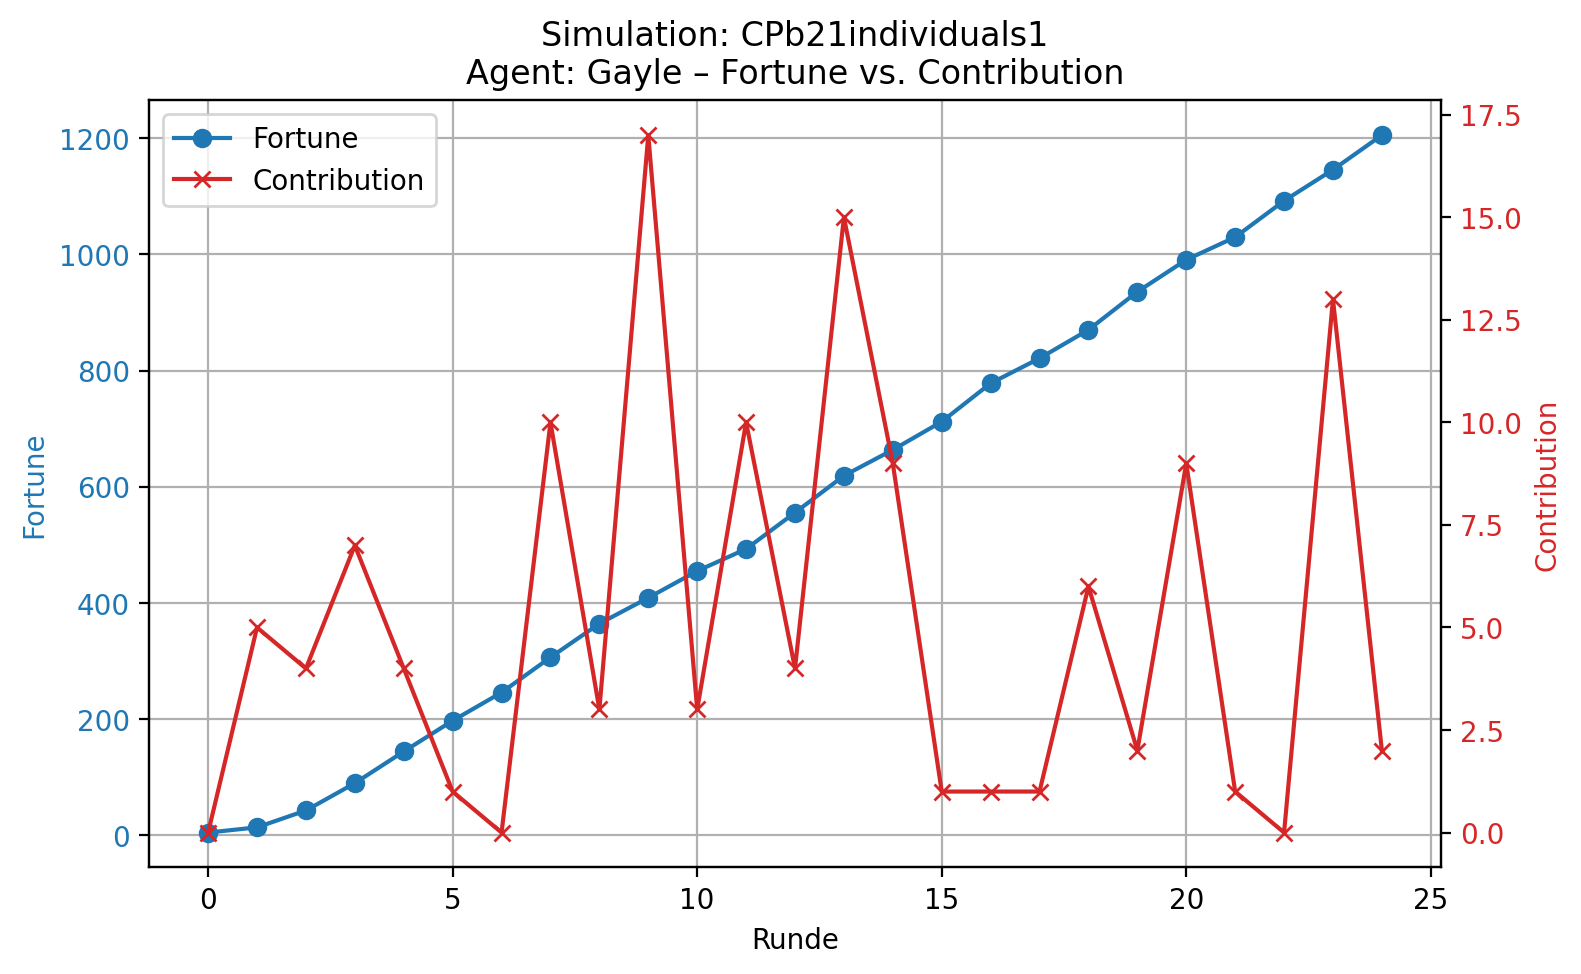 Simulation: CPb21individuals1
Agent: Gayle – Fortune vs. Contribution
Fortune
Contribution
1200
1000
800
600
400
200
0
Fortune
17.5
15.0
12.5
10.0
7.5
5.0
2.5
0.0
Contribution
0 5 10 15 20 25
Runde